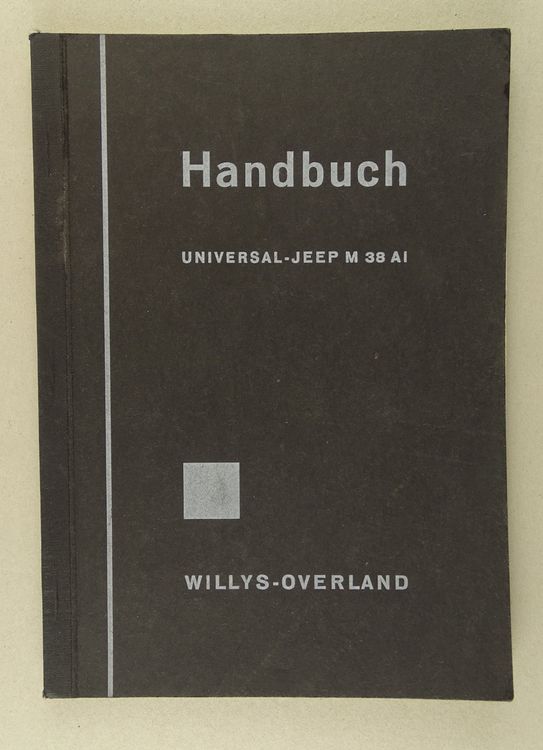 Handbuch
UNIVERSAL-JEEP M 38 AI
WILLYS-OVERLAND